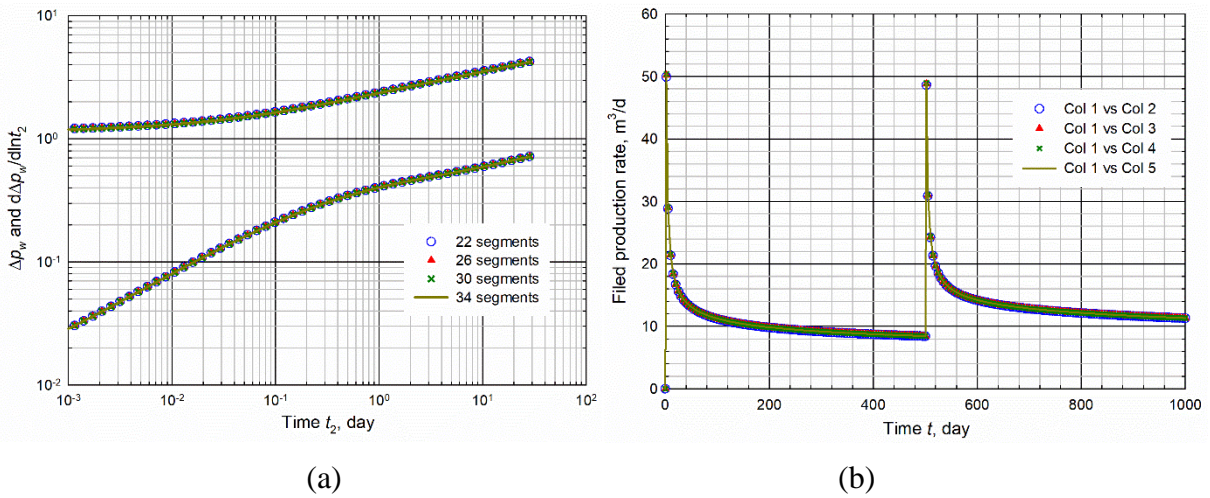 10¹
10⁰
10⁻¹
10⁻²
Δp_w and dΔp_w/dlnt₂
22 segments
26 segments
30 segments
34 segments
10⁻³ 10⁻² 10⁻¹ 10⁰ 10¹ 10²
Time t₂, day
(a)
60
50
40
30
20
10
0
Filed production rate, m³/d
Col 1 vs Col 2
Col 1 vs Col 3
Col 1 vs Col 4
Col 1 vs Col 5
0 200 400 600 800 1000
Time t, day
(b)